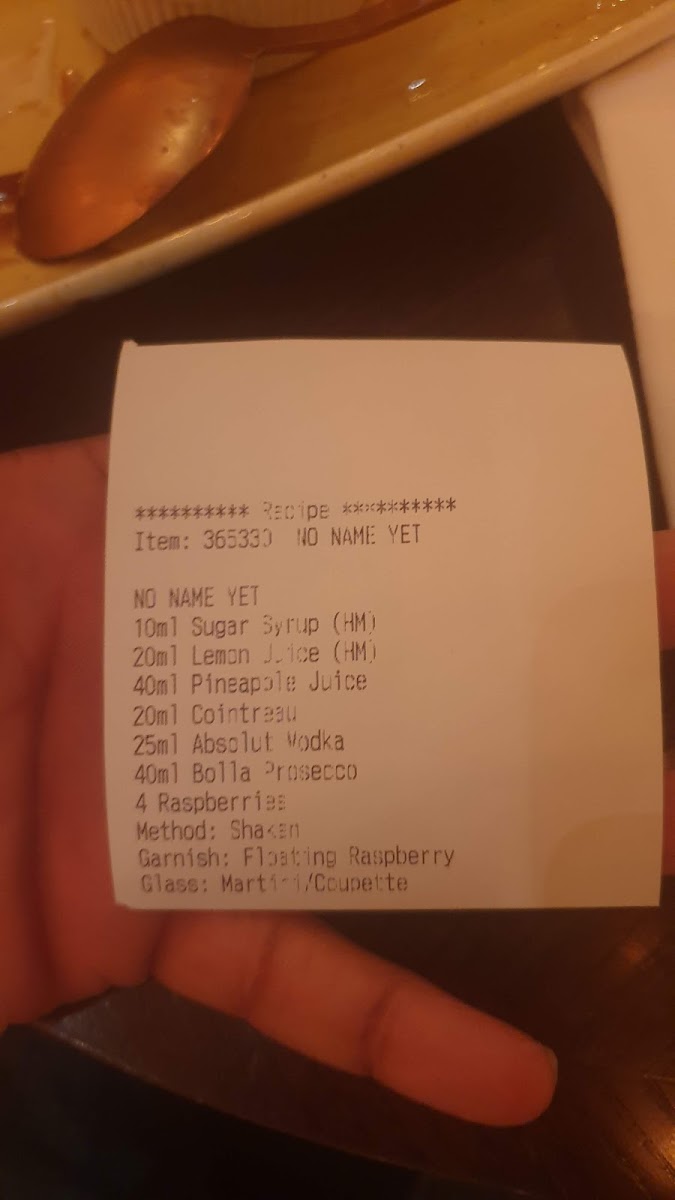 ********** Recipe **********
Item: 365330 NO NAME YET
NO NAME YET
10ml Sugar Syrup (HM)
20ml Lemon Juice (HM)
40ml Pineapple Juice
20ml Cointreau
25ml Absolut Vodka
40ml Bolla Prosecco
4 Raspberries
Method: Shaken
Garnish: Floating Raspberry
Glass: Martini/Coupette